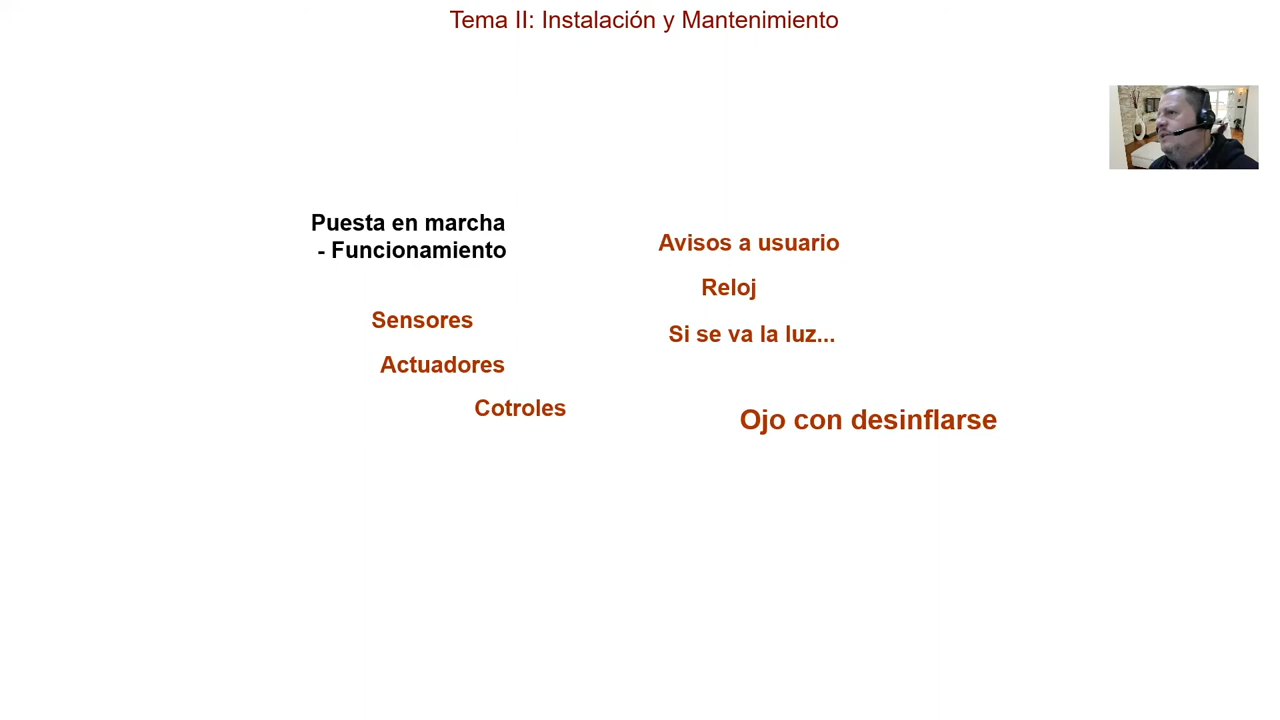 Tema II: Instalación y Mantenimiento
Puesta en marcha
- Funcionamiento
Sensores
Actuadores
Cotroles
Avisos a usuario
Reloj
Si se va la luz...
Ojo con desinflarse